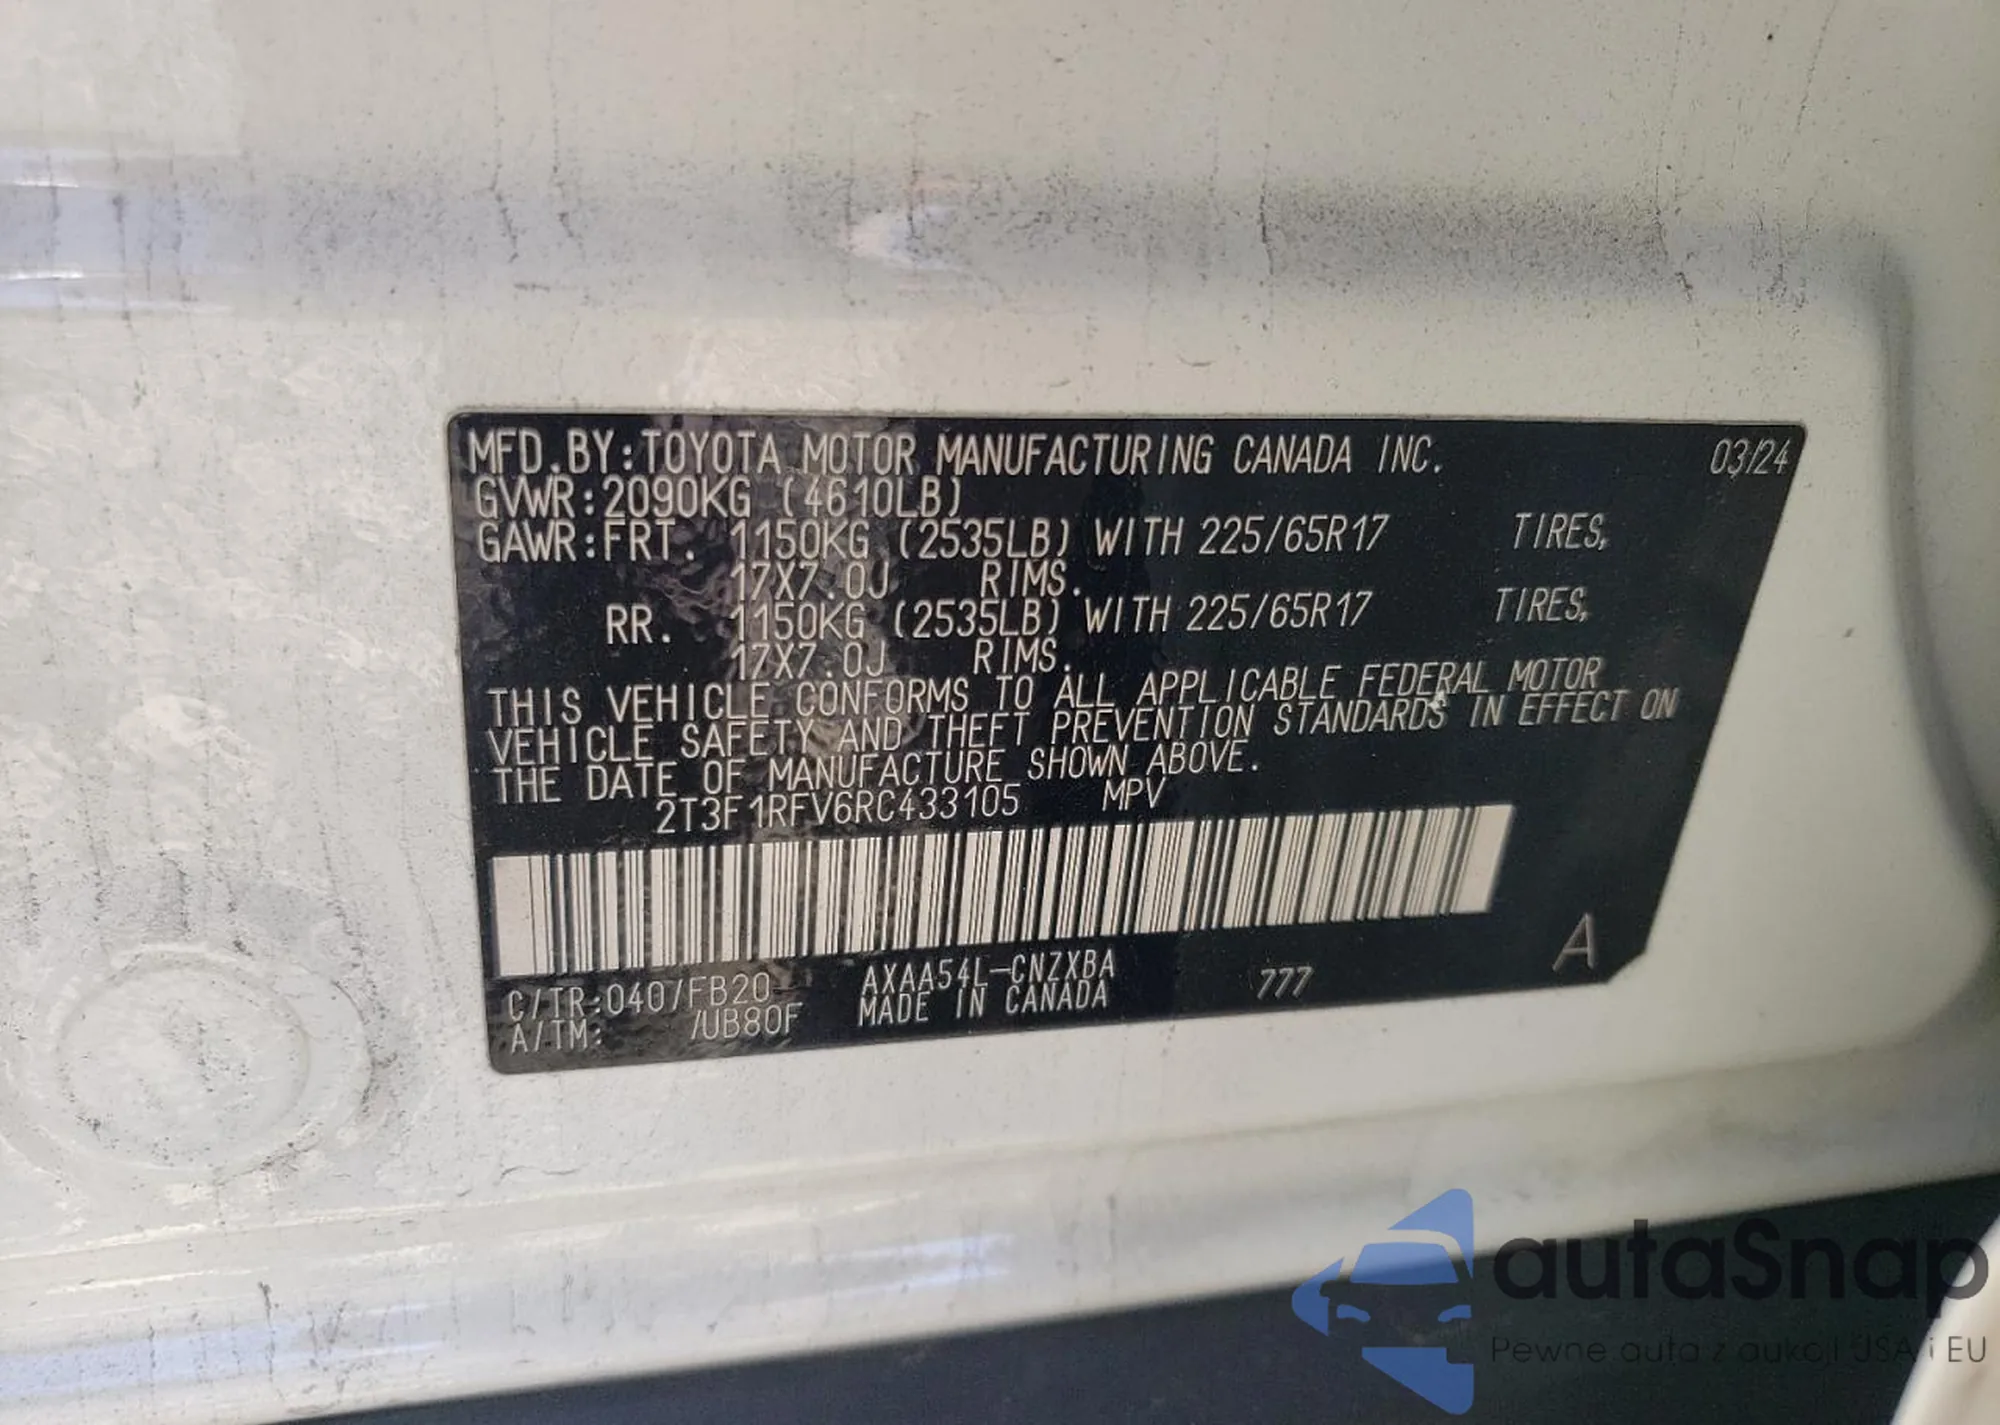 MFD.BY:TOYOTA MOTOR MANUFACTURING CANADA INC. 03/24
GVWR:2090KG (4610LB)
GAWR:FRT. 1150KG (2535LB) WITH 225/65R17 TIRES,
17X7.0J RIMS.
RR. 1150KG (2535LB) WITH 225/65R17 TIRES,
17X7.0J RIMS.
THIS VEHICLE CONFORMS TO ALL APPLICABLE FEDERAL MOTOR
VEHICLE SAFETY AND THEFT PREVENTION STANDARDS IN EFFECT ON
THE DATE OF MANUFACTURE SHOWN ABOVE.
2T3F1RFV6RC433105 MPV
C/TR:040/FB20 AXAA54L-CNZXBA 777 A
A/TM: /UB80F MADE IN CANADA
autaSnap
Pewne auta z aukcji USA i EU